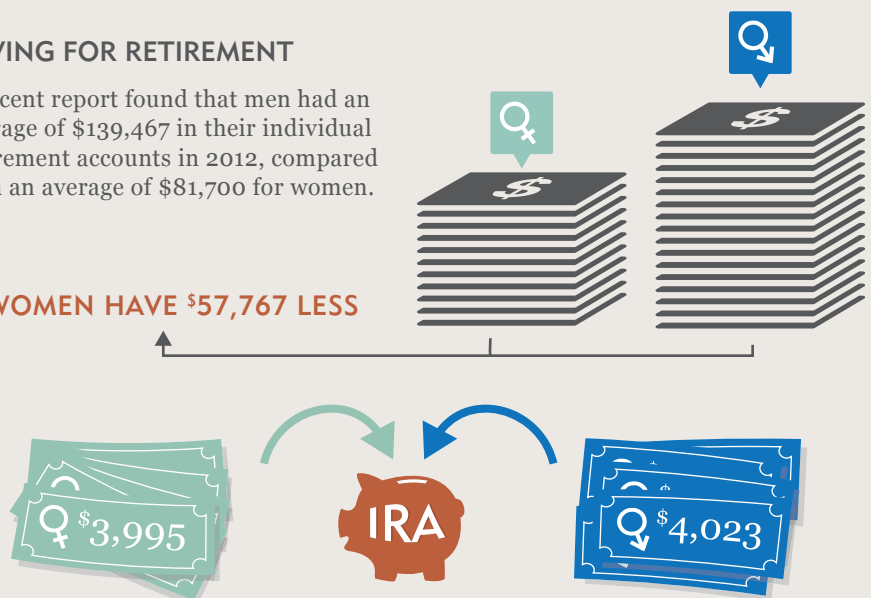 VING FOR RETIREMENT
cent report found that men had an
rage of $139,467 in their individual
rement accounts in 2012, compared
an average of $81,700 for women.
$
$
WOMEN HAVE $57,767 LESS
$3,995
IRA
$4,023